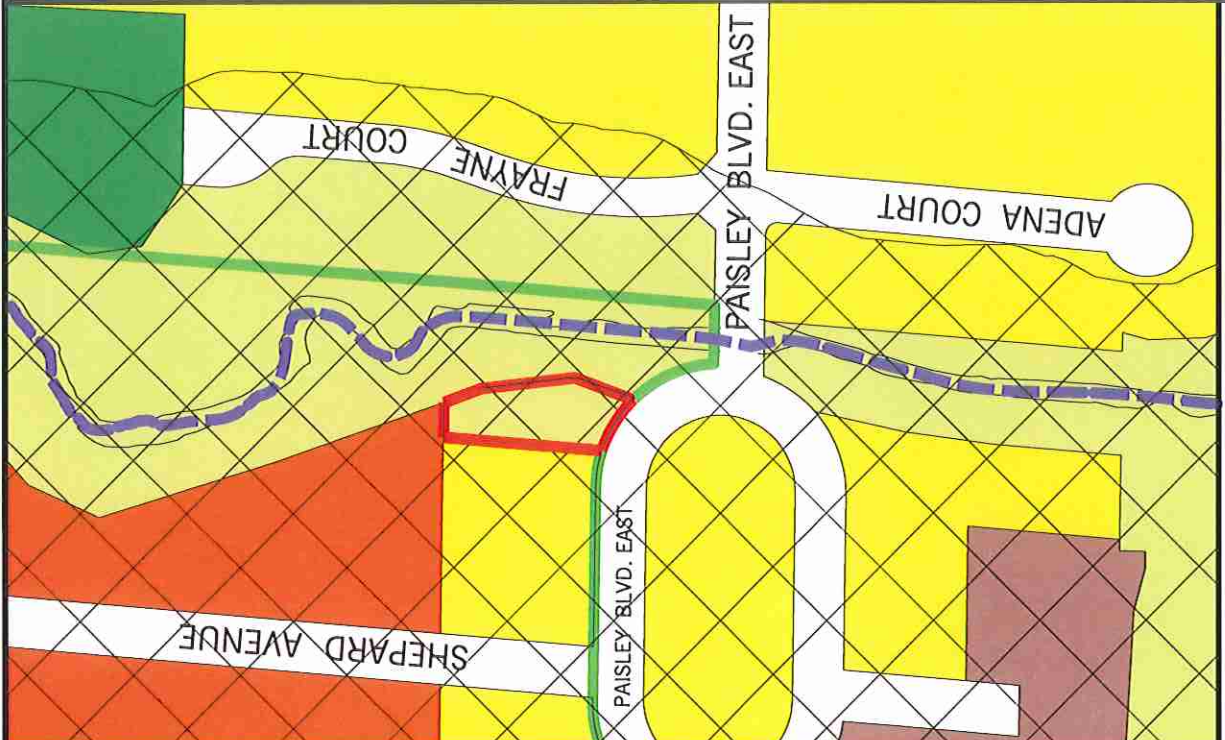 PAISLEY BLVD. EAST
FRAYNE COURT
ADENA COURT
PAISLEY BLVD. EAST
SHEPARD AVENUE